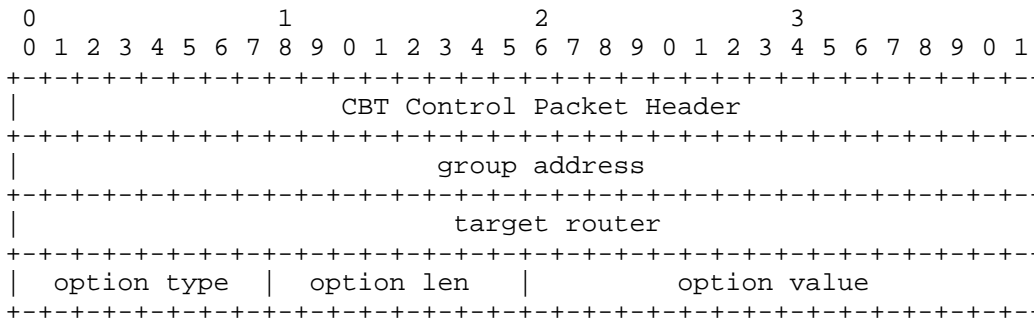 0                   1                   2                   3
 0 1 2 3 4 5 6 7 8 9 0 1 2 3 4 5 6 7 8 9 0 1 2 3 4 5 6 7 8 9 0 1
+-+-+-+-+-+-+-+-+-+-+-+-+-+-+-+-+-+-+-+-+-+-+-+-+-+-+-+-+-+-+-+-
|                    CBT Control Packet Header
+-+-+-+-+-+-+-+-+-+-+-+-+-+-+-+-+-+-+-+-+-+-+-+-+-+-+-+-+-+-+-+-
|                          group address
+-+-+-+-+-+-+-+-+-+-+-+-+-+-+-+-+-+-+-+-+-+-+-+-+-+-+-+-+-+-+-+-
|                           target router
+-+-+-+-+-+-+-+-+-+-+-+-+-+-+-+-+-+-+-+-+-+-+-+-+-+-+-+-+-+-+-+-
|  option type  |  option len   |         option value
+-+-+-+-+-+-+-+-+-+-+-+-+-+-+-+-+-+-+-+-+-+-+-+-+-+-+-+-+-+-+-+-